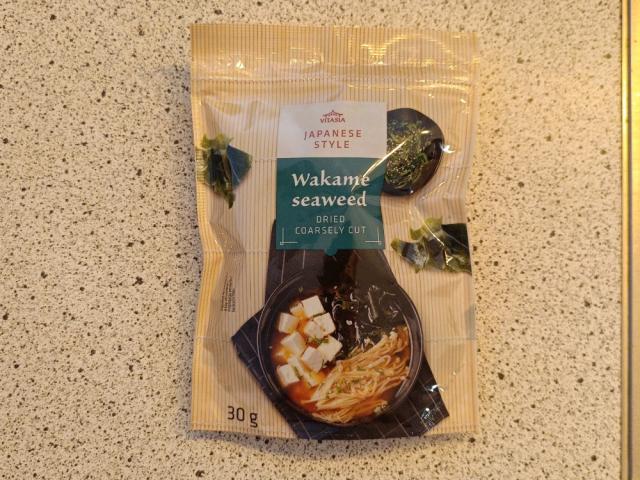 VITASIA
JAPANESE
STYLE
Wakame
seaweed
DRIED
COARSELY CUT
30 g